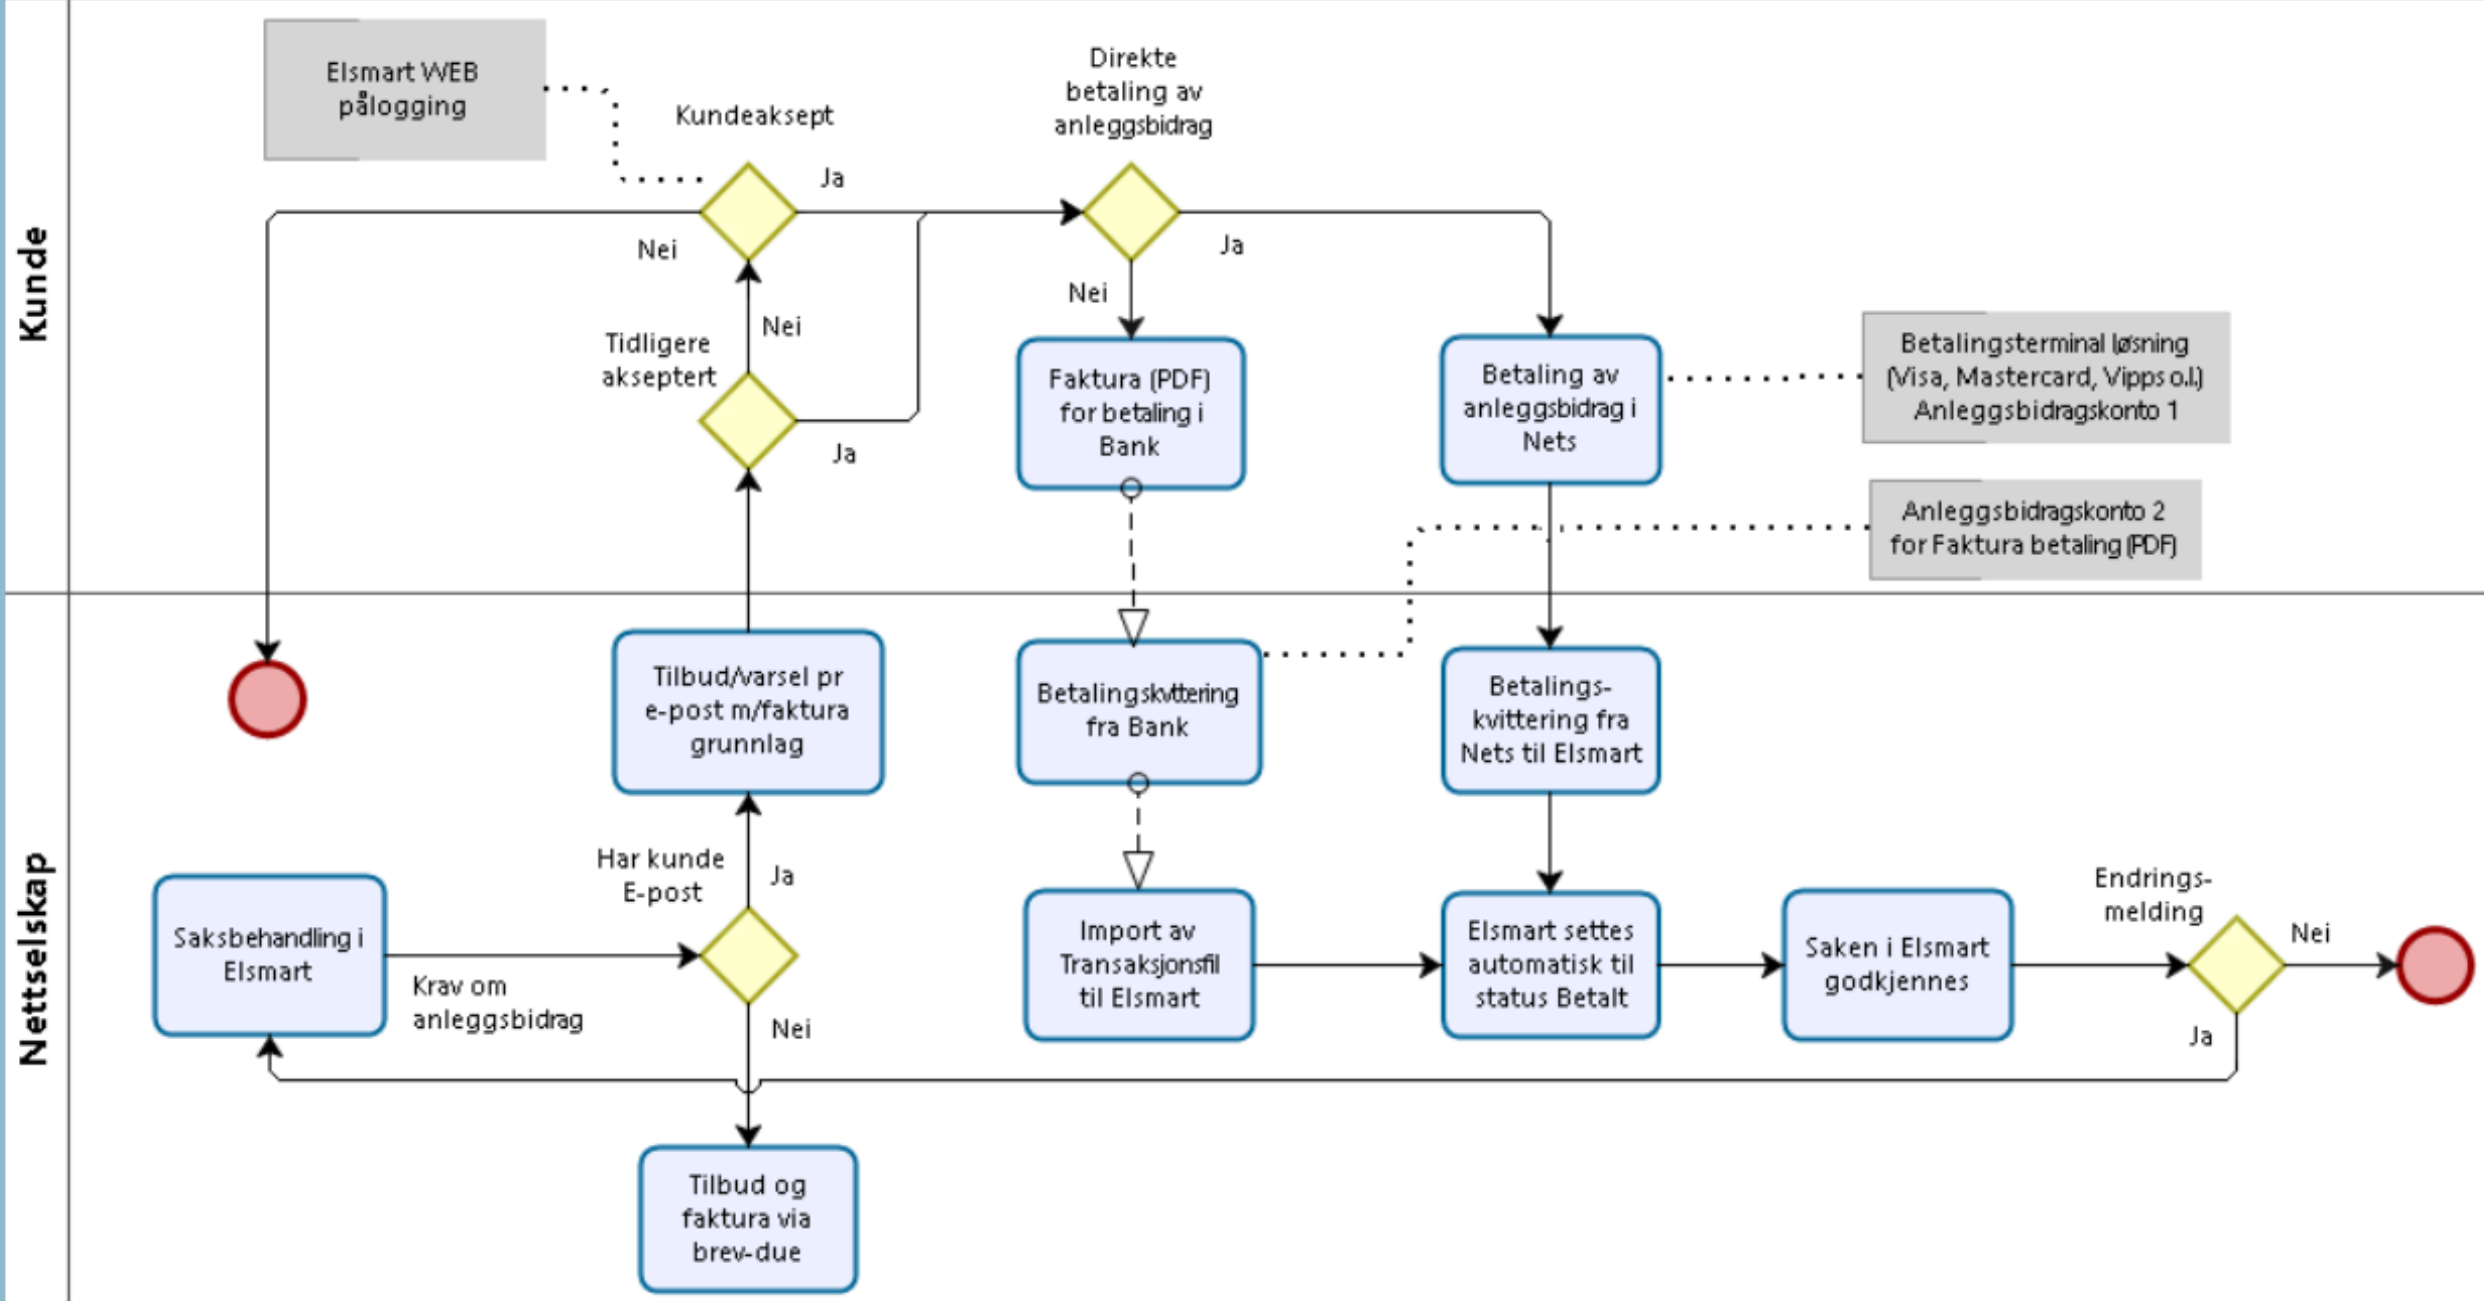 Kunde
Elsmart WEB
pålogging
Kundeaksept
Direkte
betaling av
anleggsbidrag
Ja
Nei
Ja
Nei
Nei
Tidligere
akseptert
Ja
Faktura (PDF)
for betaling i
Bank
Betaling av
anleggsbidrag i
Nets
Betalingsterminal løsning
(Visa, Mastercard, Vipps o.l.)
Anleggsbidragskonto 1
Anleggsbidragskonto 2
for Faktura betaling (PDF)
Nettselskap
Tilbud/varsel pr
e-post m/faktura
grunnlag
Betalingskvttering
fra Bank
Betalings-
kvittering fra
Nets til Elsmart
Har kunde
E-post
Ja
Saksbehandling i
Elsmart
Krav om
anleggsbidrag
Nei
Import av
Transaksjonsfil
til Elsmart
Elsmart settes
automatisk til
status Betalt
Saken i Elsmart
godkjennes
Endrings-
melding
Nei
Ja
Tilbud og
faktura via
brev-due